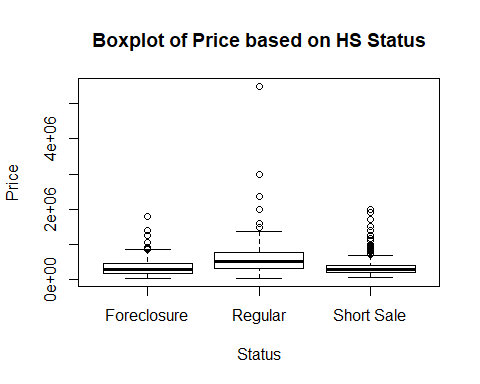 Boxplot of Price based on HS Status
Price
4e+06
2e+06
0e+00
Foreclosure Regular Short Sale
Status